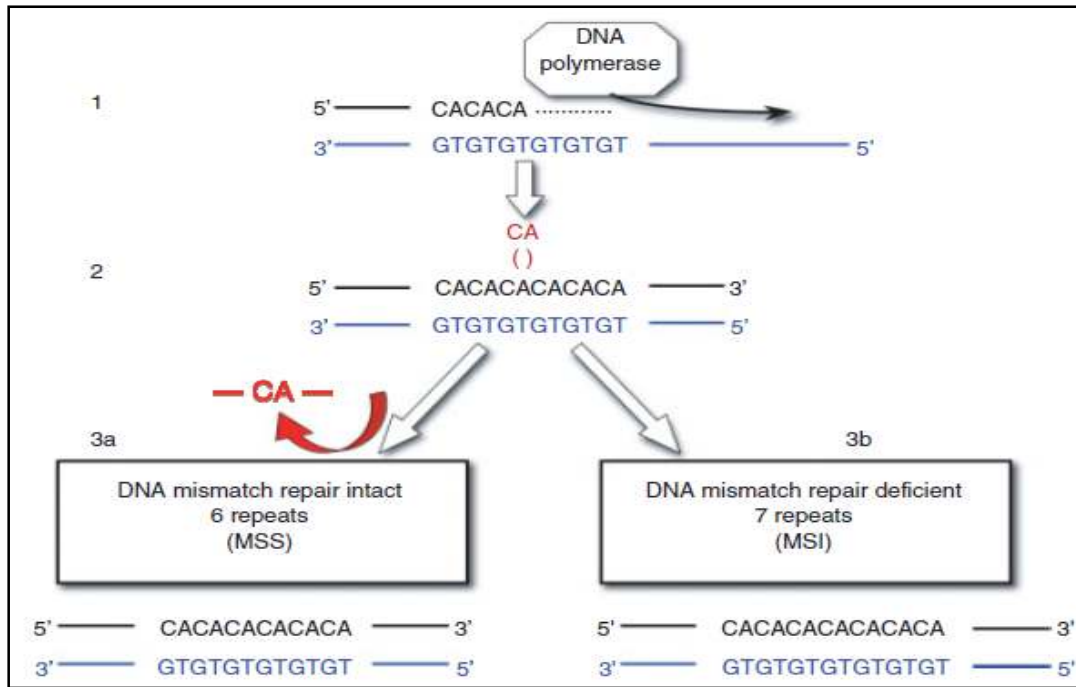 DNA
polymerase
1
5’ CACACA ............
3’ GTGTGTGTGTGT 5’
CA
( )
2
5’ CACACACACACA 3’
3’ GTGTGTGTGTGT 5’
— CA —
3a
3b
DNA mismatch repair intact
6 repeats
(MSS)
DNA mismatch repair deficient
7 repeats
(MSI)
5’ CACACACACACA 3’
3’ GTGTGTGTGTGT 5’
5’ CACACACACACACA 3’
3’ GTGTGTGTGTGTGT 5’